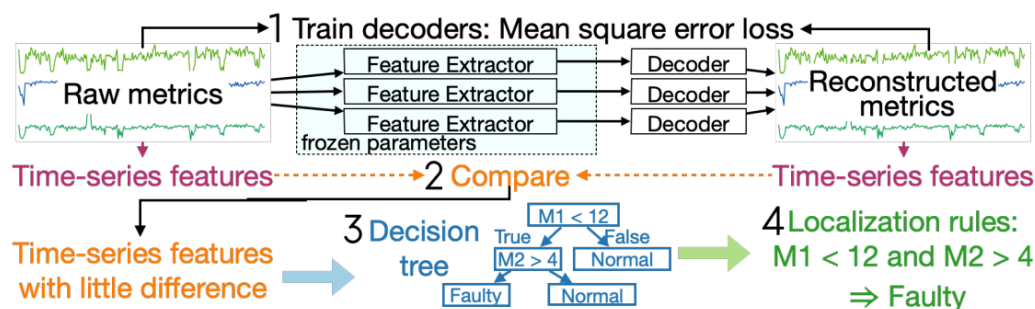 1 Train decoders: Mean square error loss
Raw metrics
Feature Extractor
Feature Extractor
Feature Extractor
frozen parameters
Decoder
Decoder
Decoder
Reconstructed
metrics
Time-series features
2 Compare
Time-series features
Time-series features
with little difference
3 Decision
tree
M1 < 12
True
False
M2 > 4
Normal
Faulty
Normal
4 Localization rules:
M1 < 12 and M2 > 4
⇒ Faulty